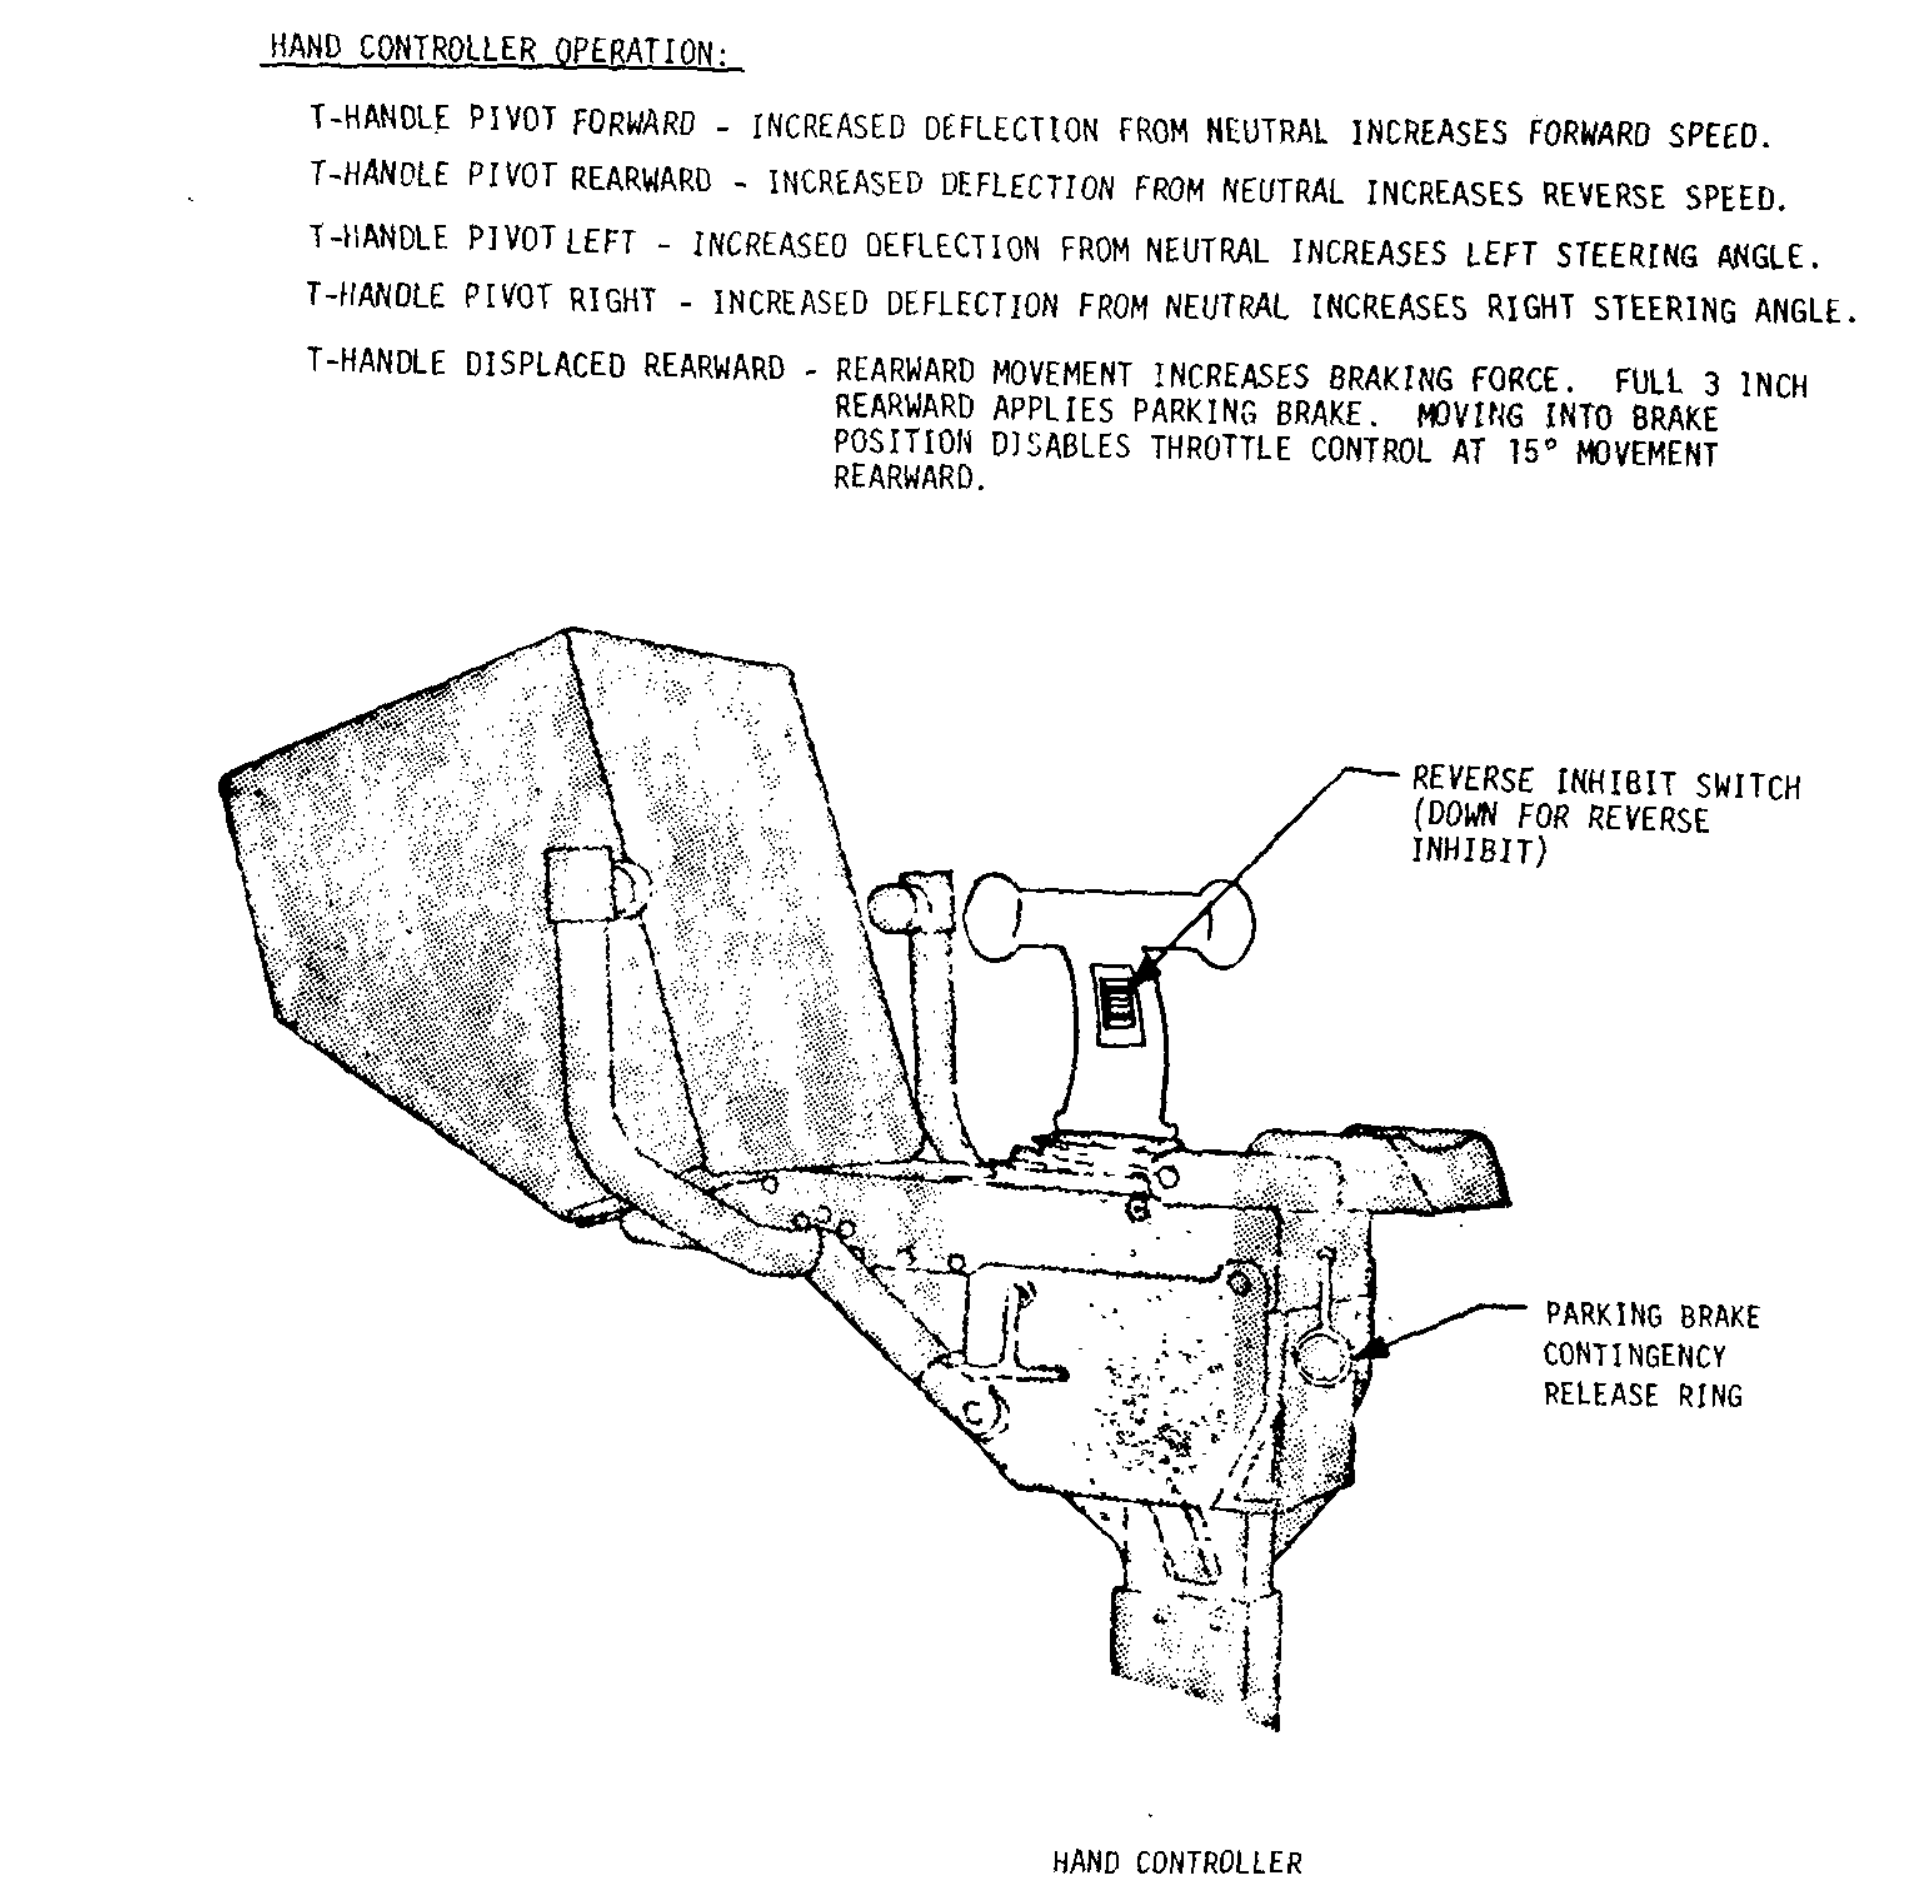 HAND CONTROLLER OPERATION:
T-HANDLE PIVOT FORWARD - INCREASED DEFLECTION FROM NEUTRAL INCREASES FORWARD SPEED.
T-HANDLE PIVOT REARWARD - INCREASED DEFLECTION FROM NEUTRAL INCREASES REVERSE SPEED.
T-HANDLE PIVOT LEFT - INCREASED DEFLECTION FROM NEUTRAL INCREASES LEFT STEERING ANGLE.
T-HANDLE PIVOT RIGHT - INCREASED DEFLECTION FROM NEUTRAL INCREASES RIGHT STEERING ANGLE.
T-HANDLE DISPLACED REARWARD - REARWARD MOVEMENT INCREASES BRAKING FORCE. FULL 3 INCH
REARWARD APPLIES PARKING BRAKE. MOVING INTO BRAKE
POSITION DISABLES THROTTLE CONTROL AT 15° MOVEMENT
REARWARD.
REVERSE INHIBIT SWITCH
(DOWN FOR REVERSE
INHIBIT)
PARKING BRAKE
CONTINGENCY
RELEASE RING
HAND CONTROLLER